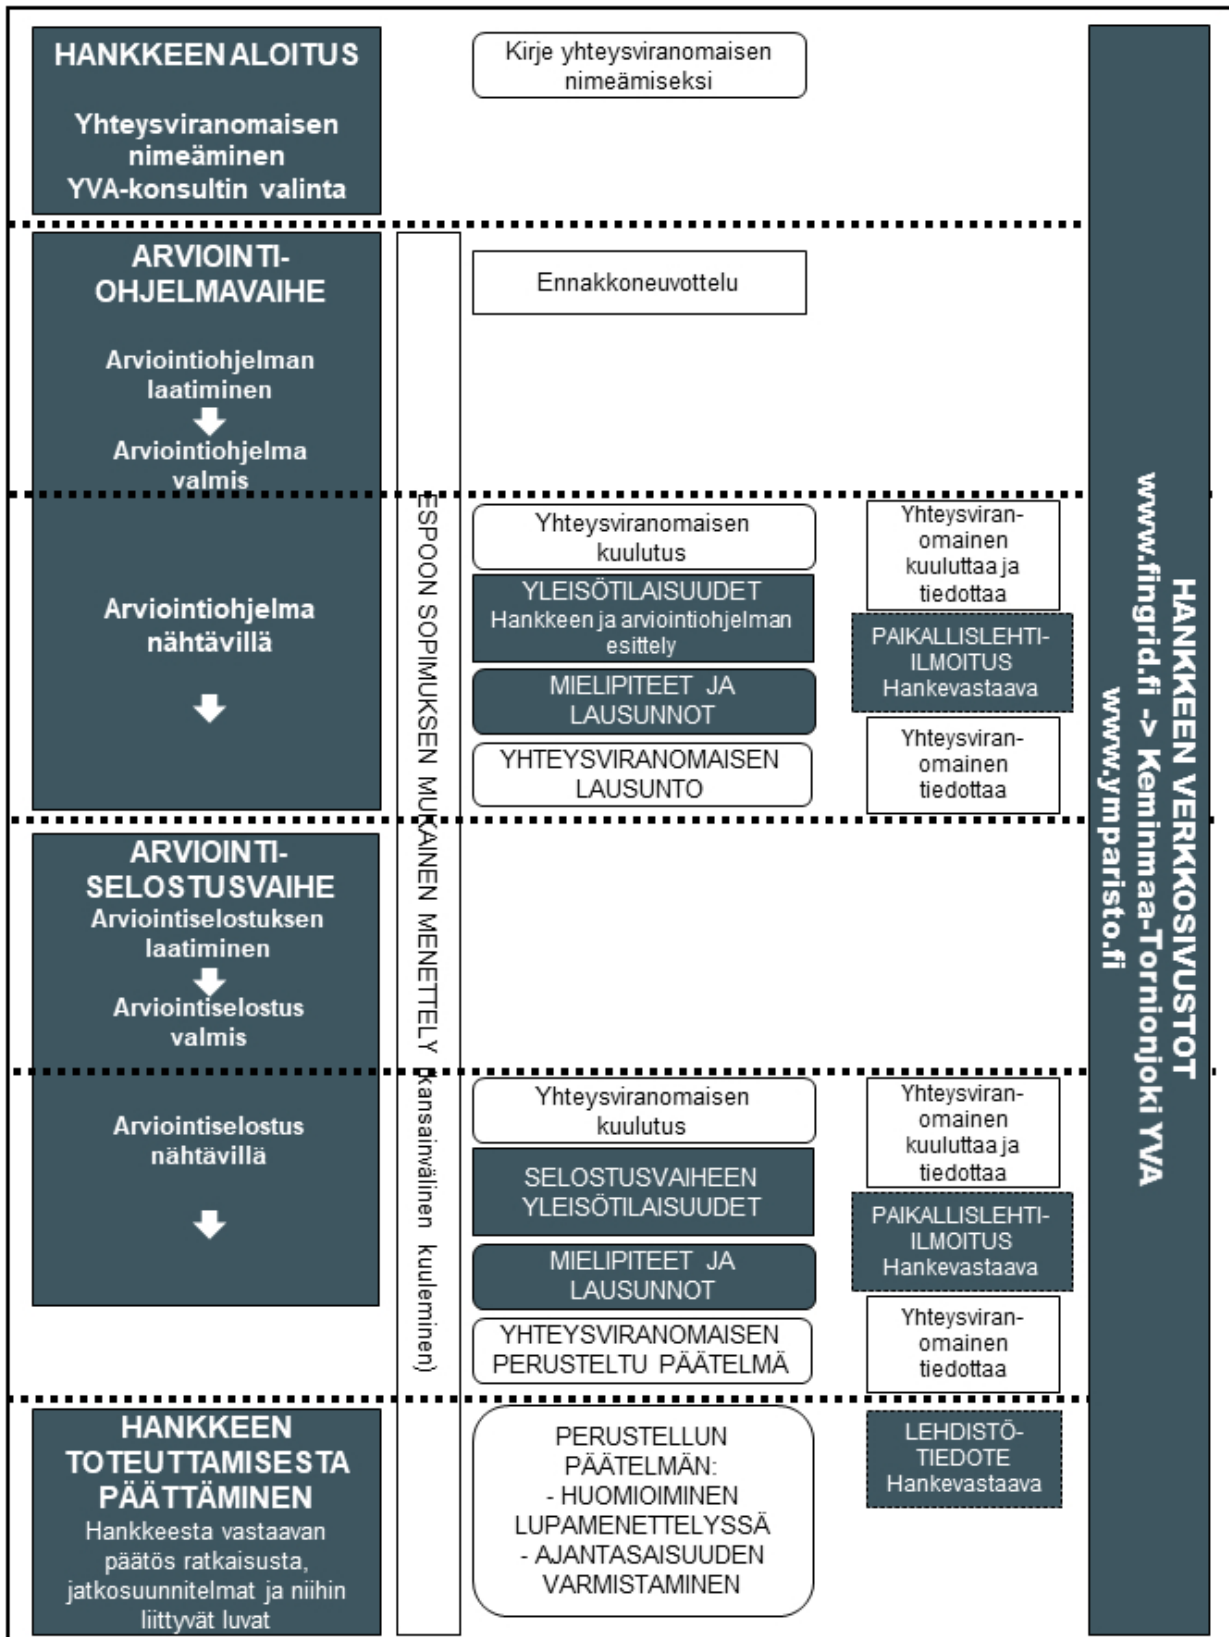 HANKKEEN ALOITUS
Yhteysviranomaisen
nimeäminen
YVA-konsultin valinta
Kirje yhteysviranomaisen
nimeämiseksi
ARVIOINTI-
OHJELMAVAIHE
Arviointiohjelman
laatiminen
Arviointiohjelma
valmis
Ennakkoneuvottelu
Arviointiohjelma
nähtävillä
Yhteysviranomaisen
kuulutus
YLEISÖTILAISUUDET
Hankkeen ja arviointiohjelman
esittely
MIELIPITEET JA
LAUSUNNOT
YHTEYSVIRANOMAISEN
LAUSUNTO
Yhteysviran-
omainen
kuuluttaa ja
tiedottaa
PAIKALLISLEHTI-
ILMOITUS
Hankevastaava
Yhteysviran-
omainen
tiedottaa
ARVIOINTI-
SELOSTUSVAIHE
Arviointiselostuksen
laatiminen
Arviointiselostus
valmis
Arviointiselostus
nähtävillä
Yhteysviranomaisen
kuulutus
SELOSTUSVAIHEEN
YLEISÖTILAISUUDET
MIELIPITEET JA
LAUSUNNOT
YHTEYSVIRANOMAISEN
PERUSTELTU PÄÄTELMÄ
Yhteysviran-
omainen
kuuluttaa ja
tiedottaa
PAIKALLISLEHTI-
ILMOITUS
Hankevastaava
Yhteysviran-
omainen
tiedottaa
HANKKEEN
TOTEUTTAMISESTA
PÄÄTTÄMINEN
Hankkeesta vastaavan
päätös ratkaisusta,
jatkosuunnitelmat ja niihin
liittyvät luvat
PERUSTELLUN
PÄÄTELMÄN:
- HUOMIOIMINEN
LUPAMENETTELYSSÄ
- AJANTASAISUUDEN
VARMISTAMINEN
LEHDISTÖ-
TIEDOTE
Hankevastaava
ESPOON SOPIMUKSEN MUKAINEN MENETTELY (kansainvälinen kuuleminen)
HANKKEEN VERKKOSIVUSTOT
www.fingrid.fi -> Keminmaa-Tornionjoki YVA
www.ymparisto.fi